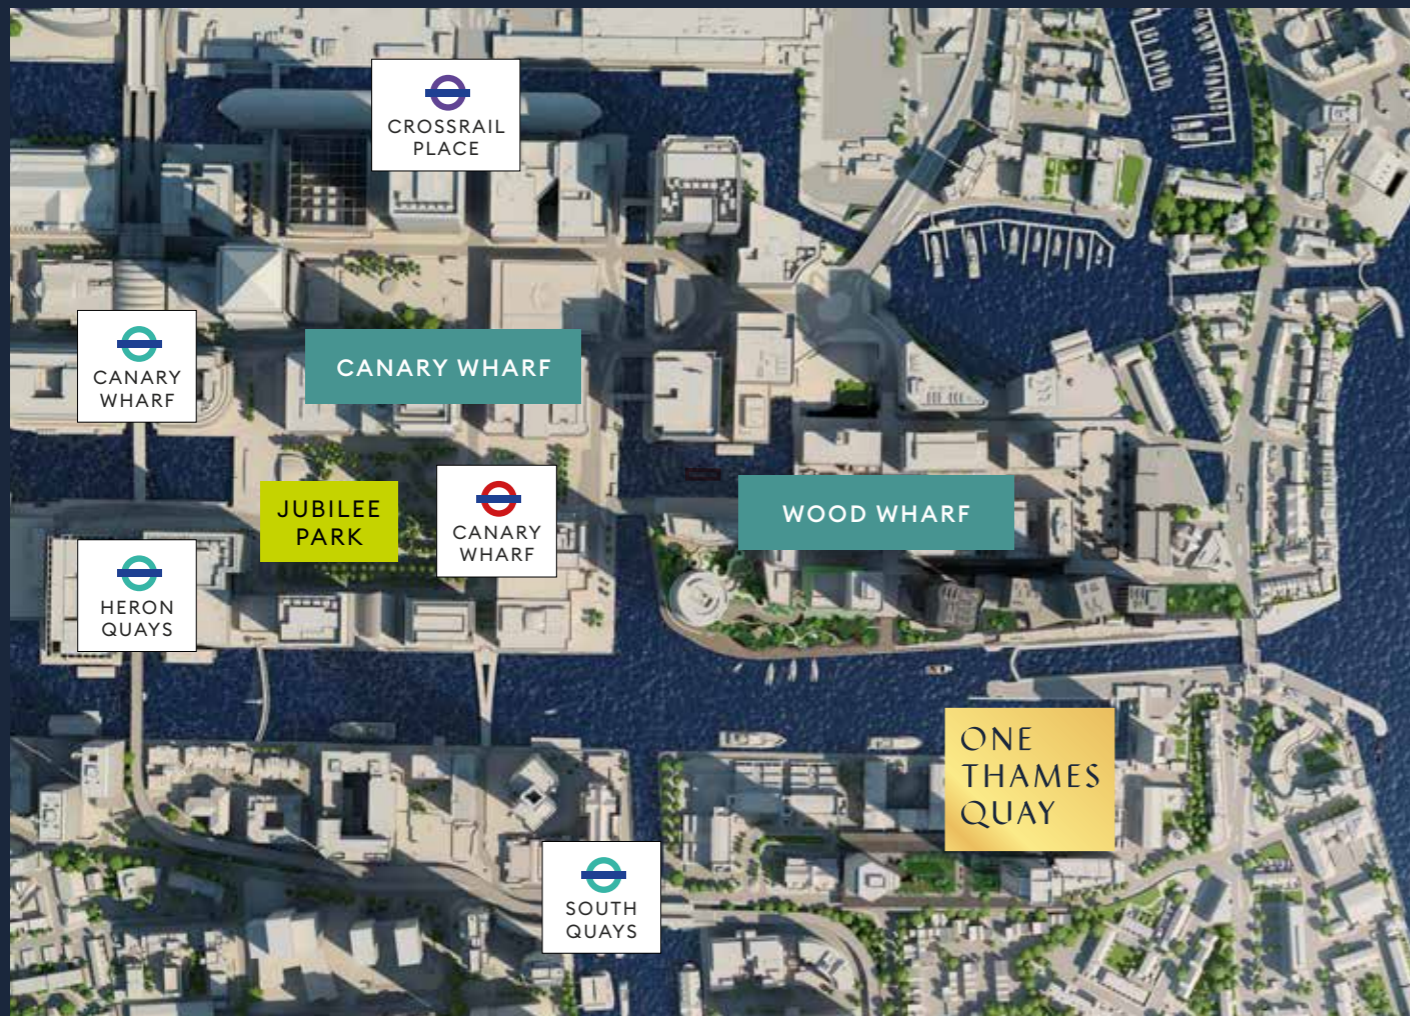 CROSSRAIL
PLACE
CANARY
WHARF
CANARY WHARF
JUBILEE
PARK
CANARY
WHARF
WOOD WHARF
HERON
QUAYS
ONE
THAMES
QUAY
SOUTH
QUAYS